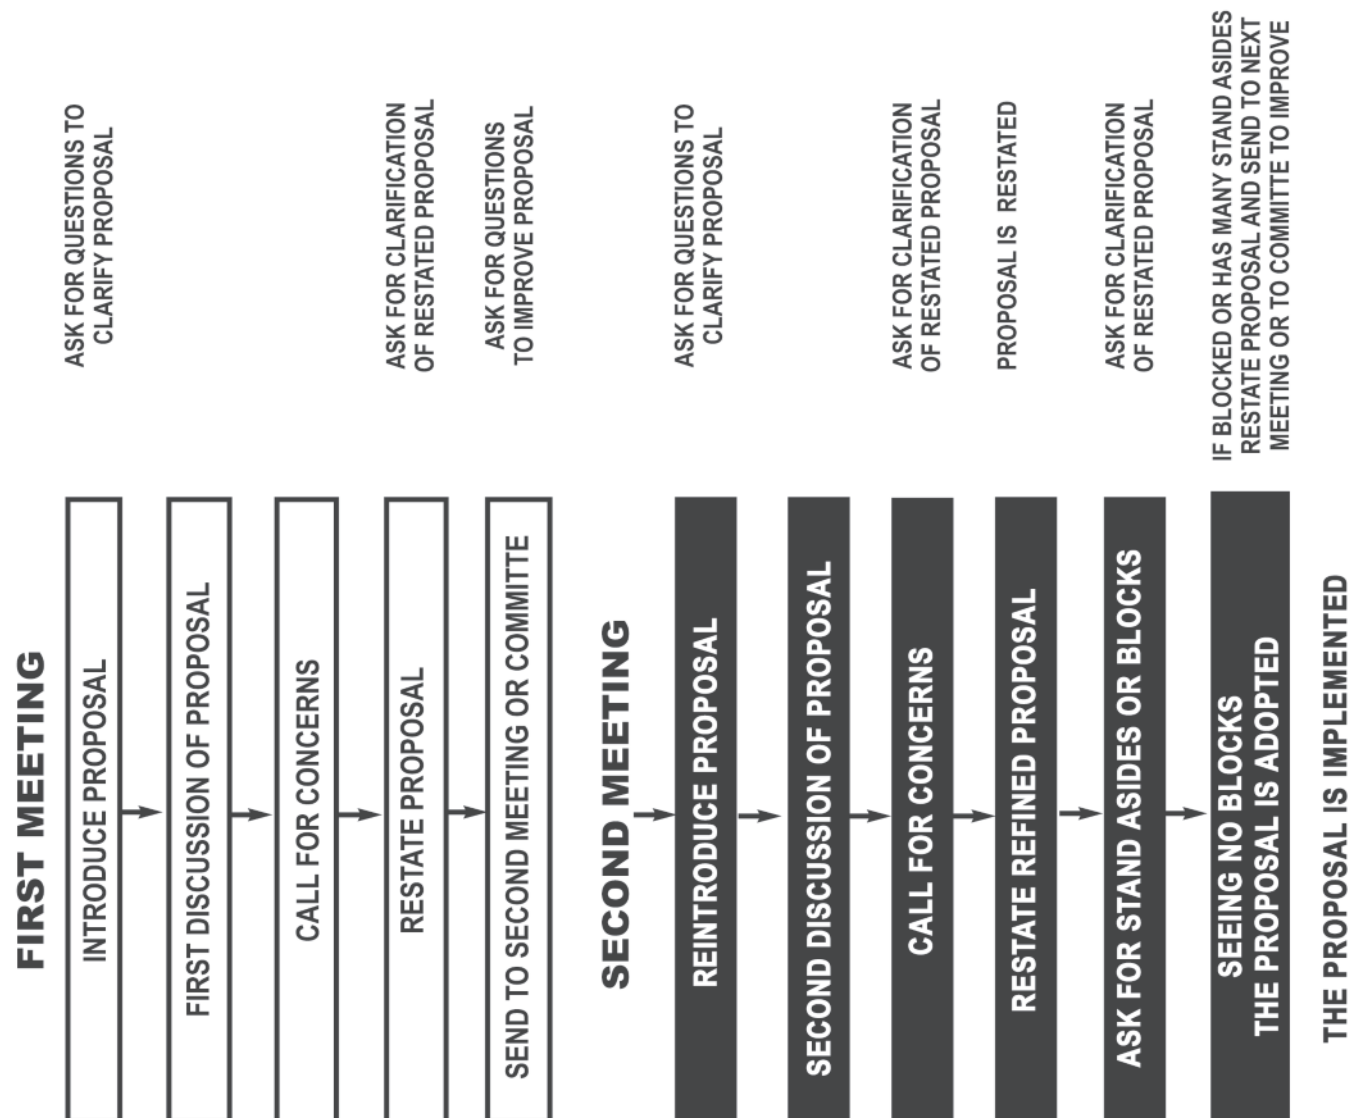 FIRST MEETING
INTRODUCE PROPOSAL
ASK FOR QUESTIONS TO
CLARIFY PROPOSAL
FIRST DISCUSSION OF PROPOSAL
CALL FOR CONCERNS
RESTATE PROPOSAL
ASK FOR CLARIFICATION
OF RESTATED PROPOSAL
SEND TO SECOND MEETING OR COMMITTE
ASK FOR QUESTIONS
TO IMPROVE PROPOSAL
SECOND MEETING
REINTRODUCE PROPOSAL
ASK FOR QUESTIONS TO
CLARIFY PROPOSAL
SECOND DISCUSSION OF PROPOSAL
CALL FOR CONCERNS
ASK FOR CLARIFICATION
OF RESTATED PROPOSAL
RESTATE REFINED PROPOSAL
PROPOSAL IS RESTATED
ASK FOR STAND ASIDES OR BLOCKS
ASK FOR CLARIFICATION
OF RESTATED PROPOSAL
SEEING NO BLOCKS
THE PROPOSAL IS ADOPTED
IF BLOCKED OR HAS MANY STAND ASIDES
RESTATE PROPOSAL AND SEND TO NEXT
MEETING OR TO COMMITTE TO IMPROVE
THE PROPOSAL IS IMPLEMENTED